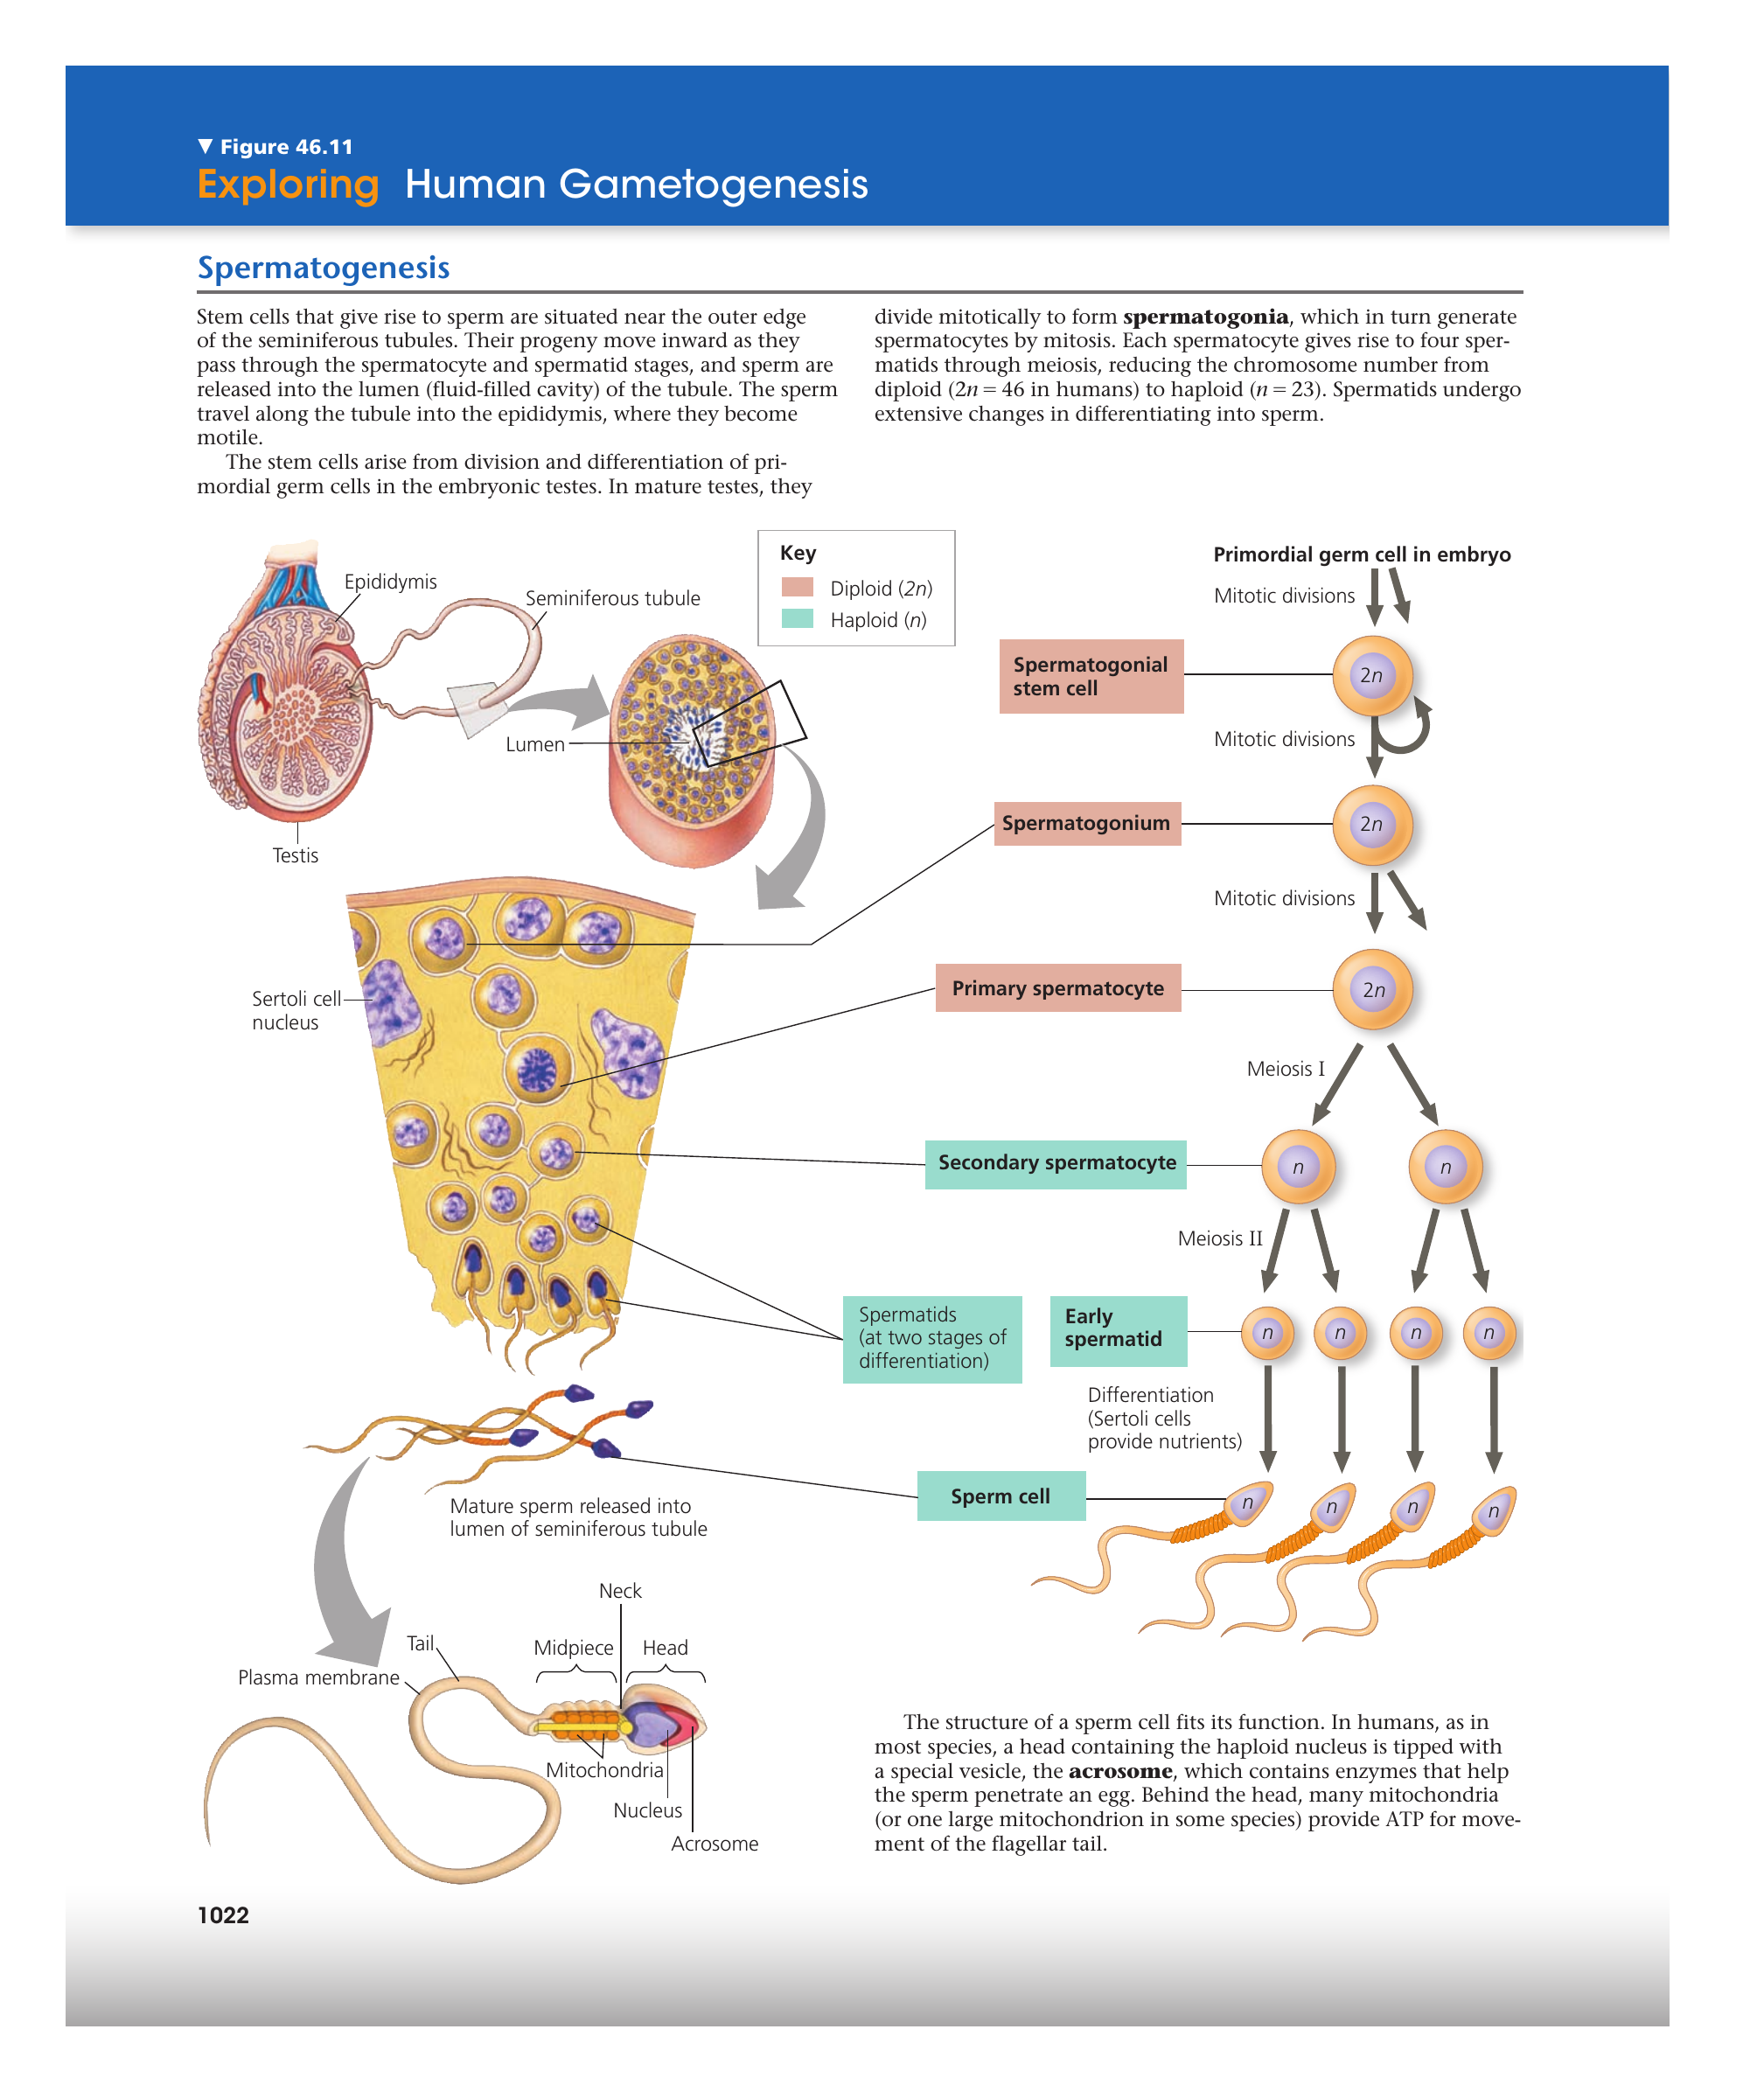 ▼ Figure 46.11
Exploring Human Gametogenesis
Spermatogenesis
Stem cells that give rise to sperm are situated near the outer edge
of the seminiferous tubules. Their progeny move inward as they
pass through the spermatocyte and spermatid stages, and sperm are
released into the lumen (fluid-filled cavity) of the tubule. The sperm
travel along the tubule into the epididymis, where they become
motile.
The stem cells arise from division and differentiation of pri-
mordial germ cells in the embryonic testes. In mature testes, they
divide mitotically to form spermatogonia, which in turn generate
spermatocytes by mitosis. Each spermatocyte gives rise to four sper-
matids through meiosis, reducing the chromosome number from
diploid (2n = 46 in humans) to haploid (n = 23). Spermatids undergo
extensive changes in differentiating into sperm.
Epididymis
Seminiferous tubule
Lumen
Testis
Key
Diploid (2n)
Haploid (n)
Primordial germ cell in embryo
Mitotic divisions
Spermatogonial
stem cell
2n
Mitotic divisions
Spermatogonium
2n
Mitotic divisions
Sertoli cell
nucleus
Primary spermatocyte
2n
Meiosis I
Secondary spermatocyte
n
n
Meiosis II
Spermatids
(at two stages of
differentiation)
Early
spermatid
n
n
n
n
Differentiation
(Sertoli cells
provide nutrients)
Sperm cell
n
n
n
n
Mature sperm released into
lumen of seminiferous tubule
Neck
Tail
Midpiece
Head
Plasma membrane
Mitochondria
Nucleus
Acrosome
The structure of a sperm cell fits its function. In humans, as in
most species, a head containing the haploid nucleus is tipped with
a special vesicle, the acrosome, which contains enzymes that help
the sperm penetrate an egg. Behind the head, many mitochondria
(or one large mitochondrion in some species) provide ATP for move-
ment of the flagellar tail.
1022